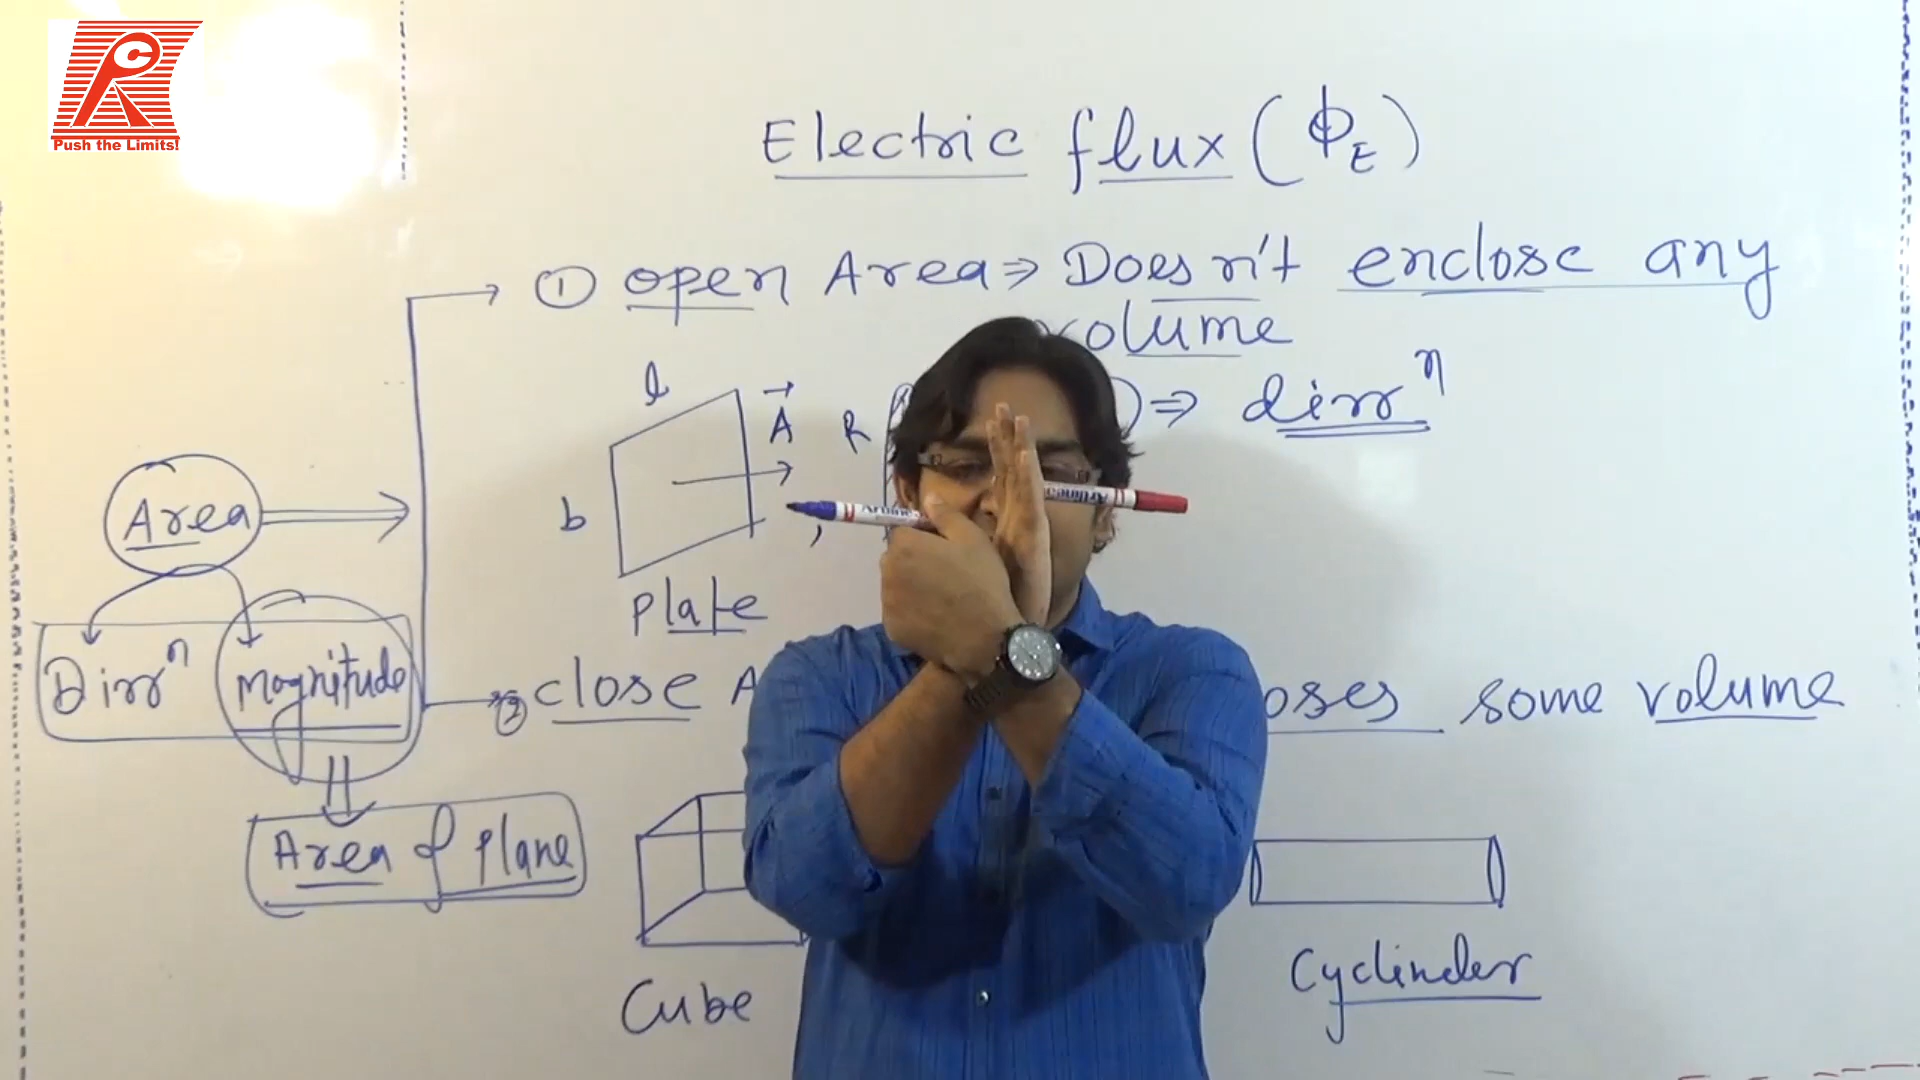 Push the Limits!
Electric flux (ΦE)
① open Area ⇒ Doesn't enclose any
volume
l
A
R
⇒ dirrⁿ
b
Area
Plate
Dirrⁿ magnitude
② close A oses some volume
Area of plane
Cube
Cyclinder